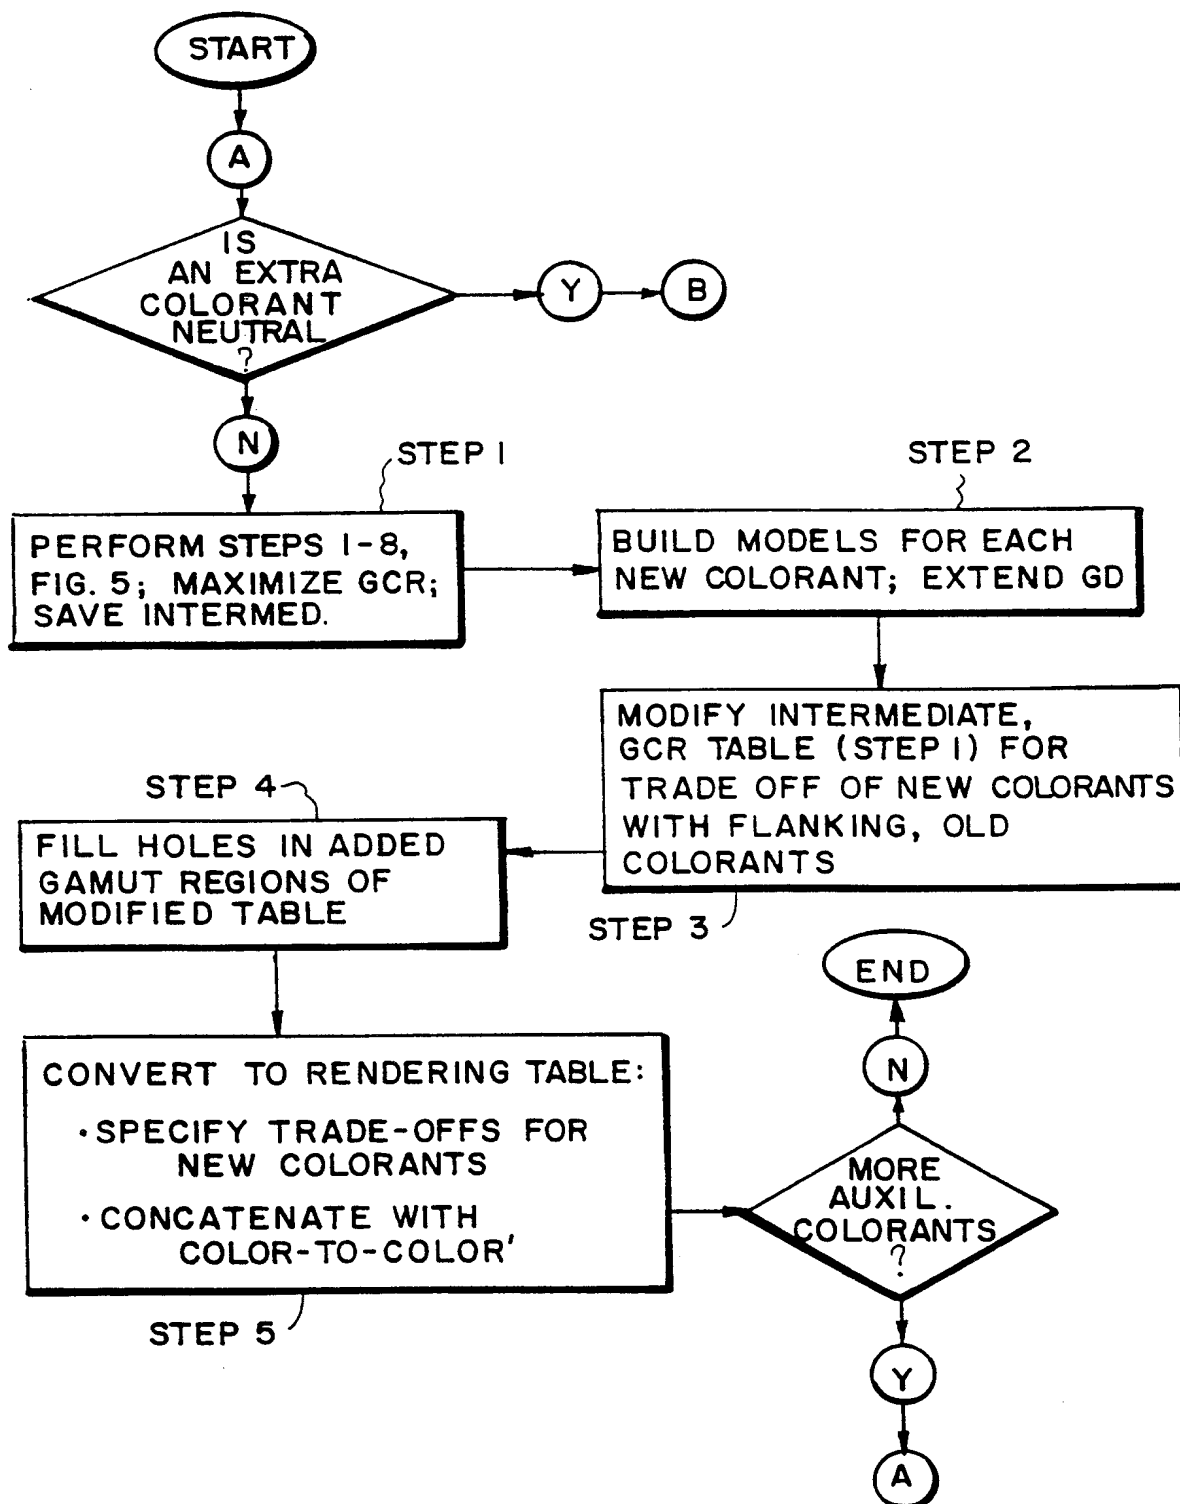 START
A
IS
AN EXTRA
COLORANT
NEUTRAL
?
Y
B
N
STEP 1
PERFORM STEPS 1-8,
FIG. 5; MAXIMIZE GCR;
SAVE INTERMED.
STEP 2
BUILD MODELS FOR EACH
NEW COLORANT; EXTEND GD
MODIFY INTERMEDIATE,
GCR TABLE (STEP 1) FOR
TRADE OFF OF NEW COLORANTS
WITH FLANKING, OLD
COLORANTS
STEP 3
STEP 4
FILL HOLES IN ADDED
GAMUT REGIONS OF
MODIFIED TABLE
CONVERT TO RENDERING TABLE:
·SPECIFY TRADE-OFFS FOR
NEW COLORANTS
·CONCATENATE WITH
COLOR-TO-COLOR'
STEP 5
END
N
MORE
AUXIL.
COLORANTS
?
Y
A